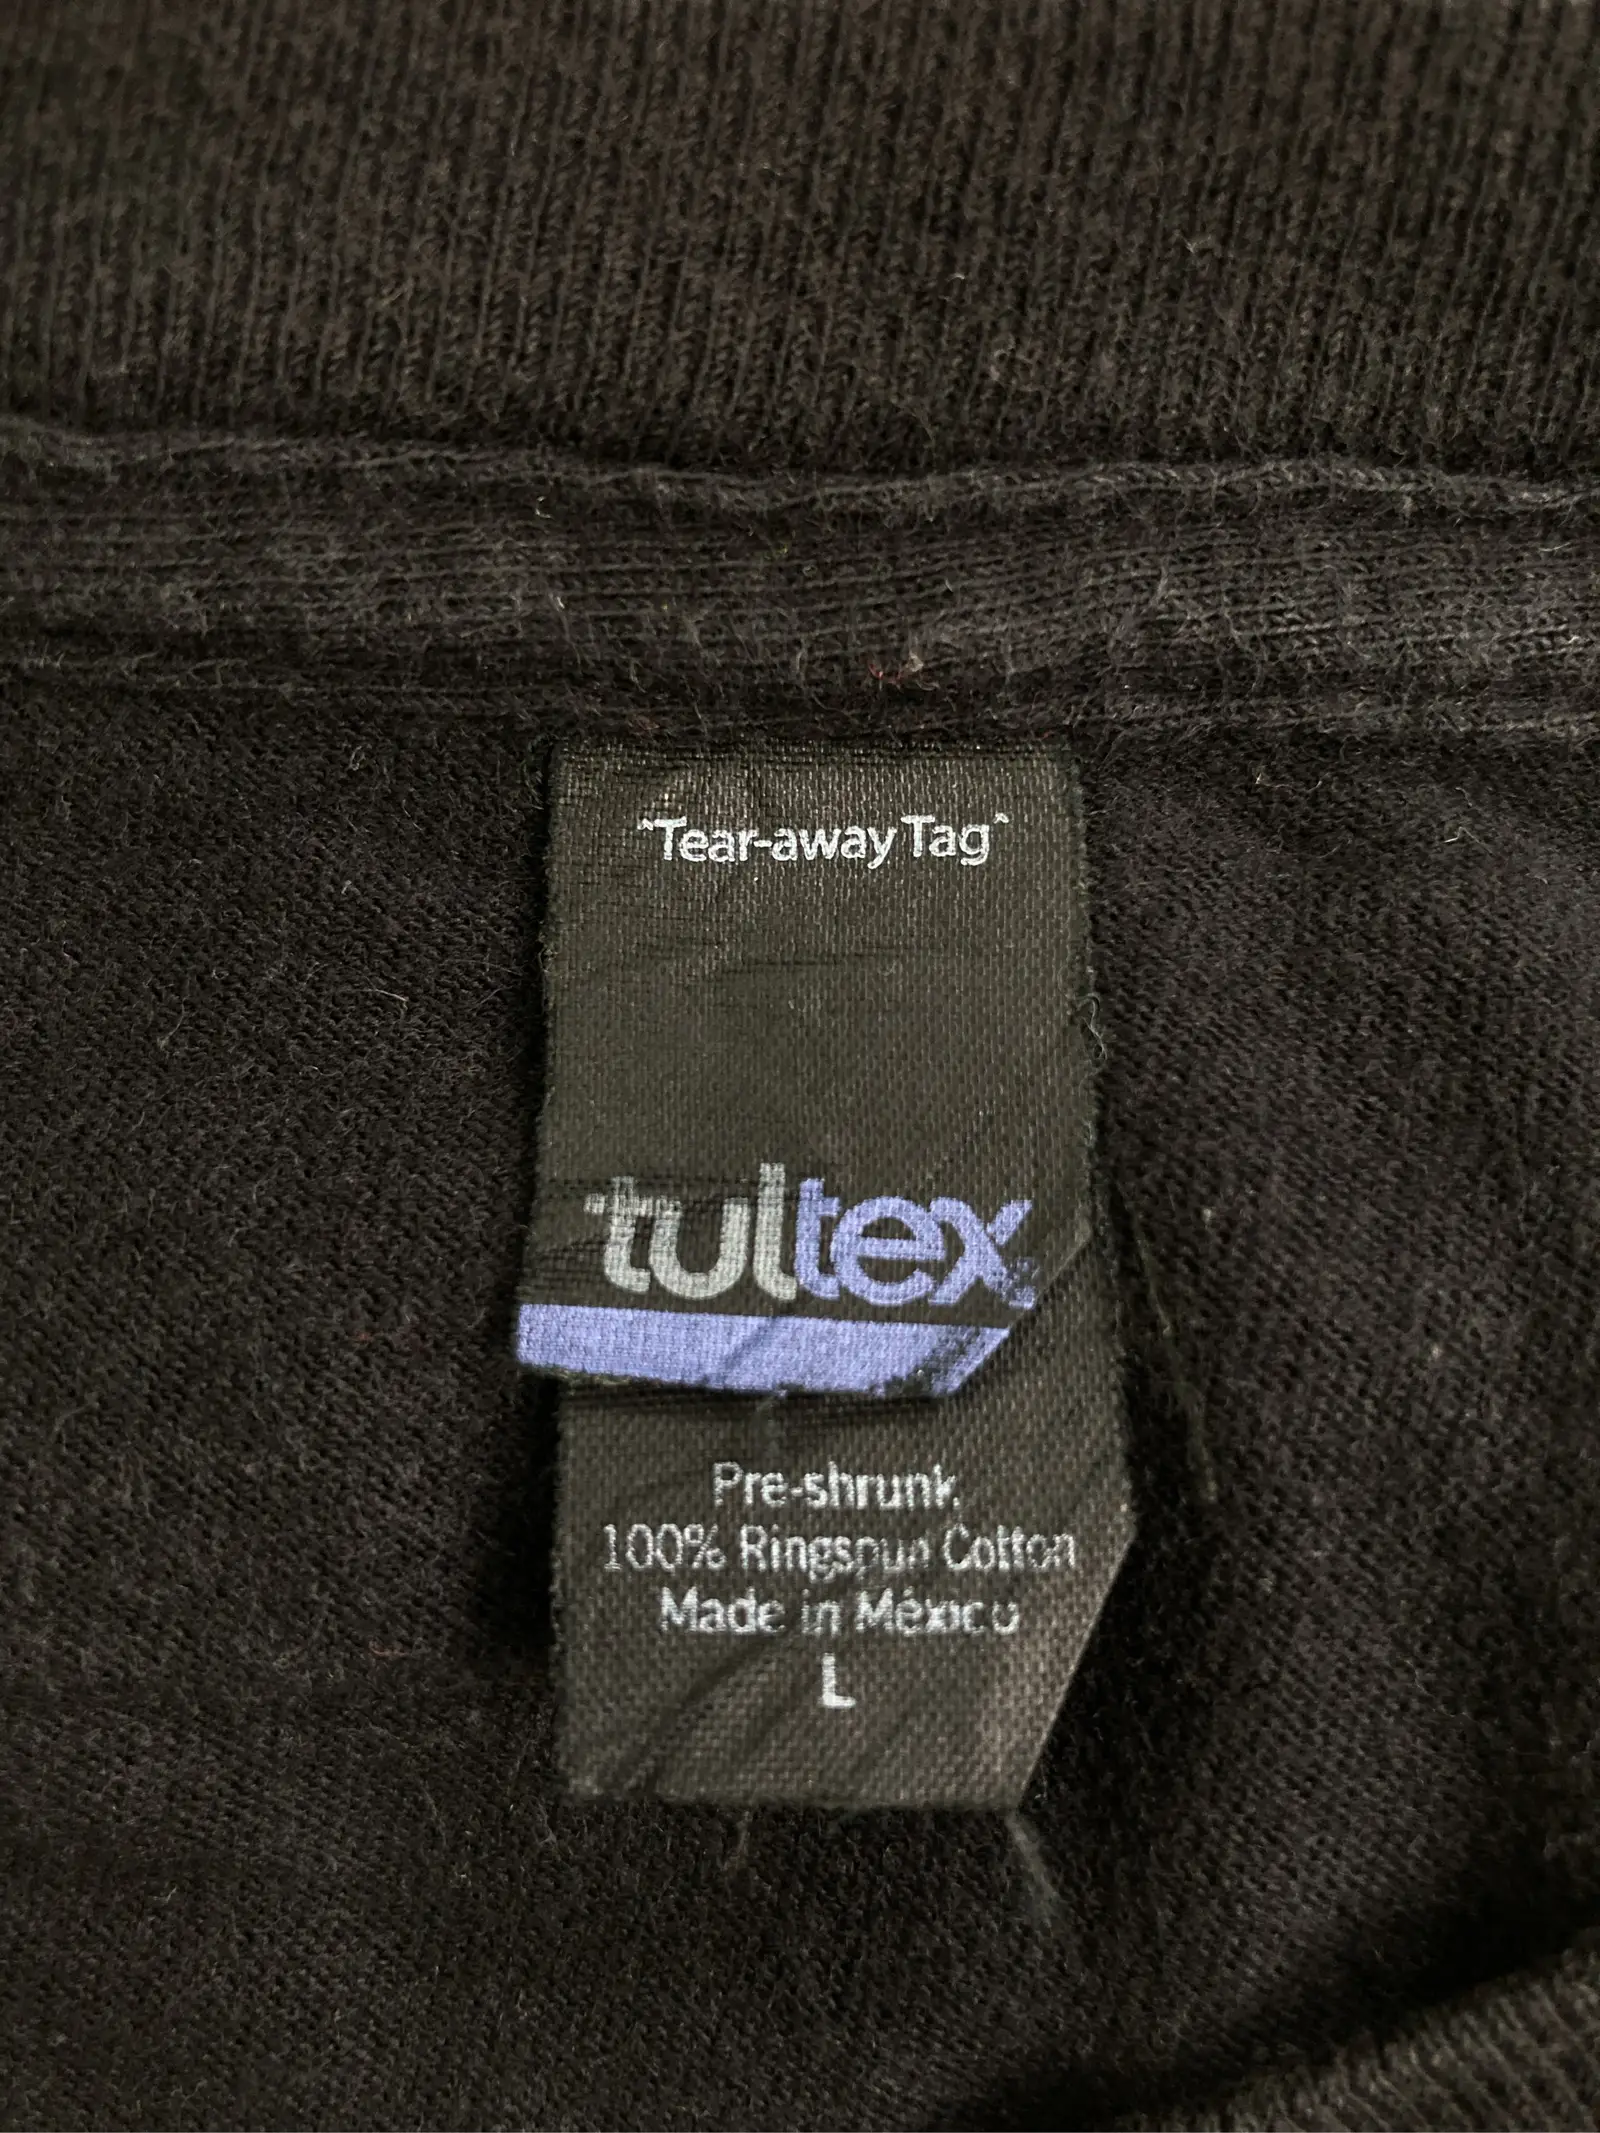 "Tear-away Tag"
tultex
Pre-shrunk
100% Ringspun Cotton
Made in México
L